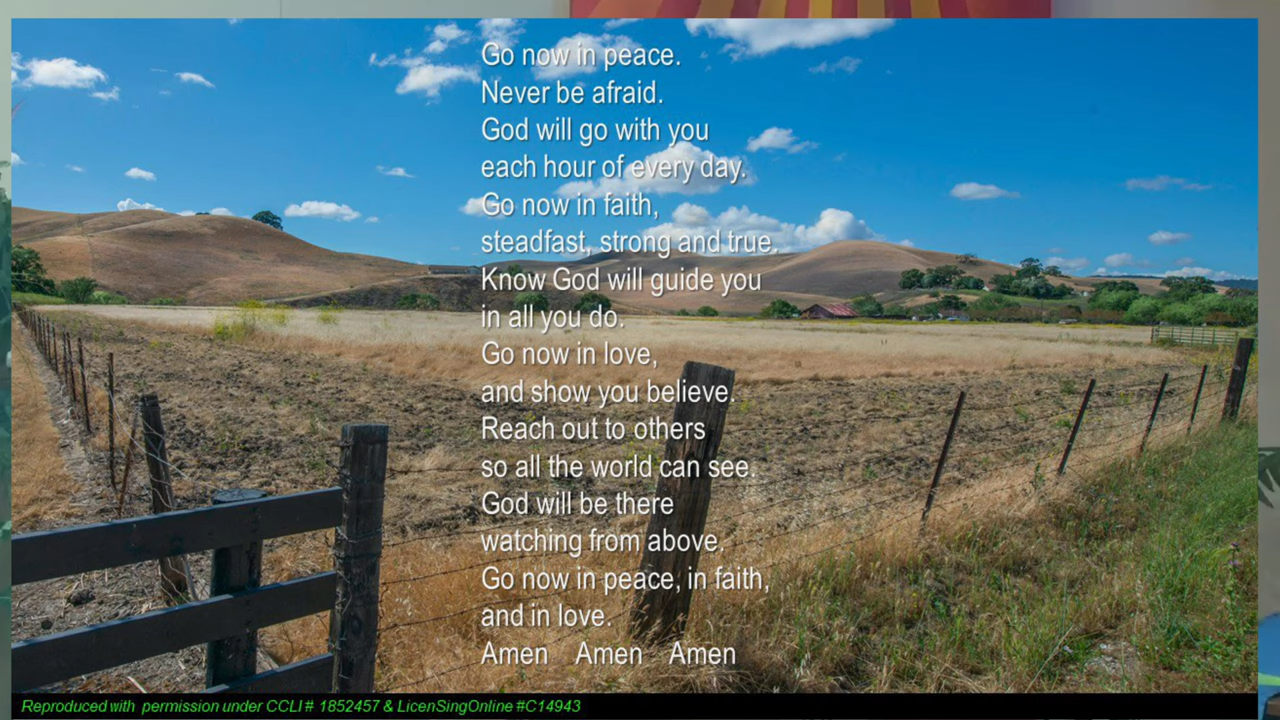 Go now in peace.
Never be afraid.
God will go with you
each hour of every day.
Go now in faith,
steadfast, strong and true.
Know God will guide you
in all you do.
Go now in love,
and show you believe.
Reach out to others
so all the world can see.
God will be there
watching from above.
Go now in peace, in faith,
and in love.
Amen Amen Amen
Reproduced with permission under CCLI # 1852457 & LicenSingOnline #C14943